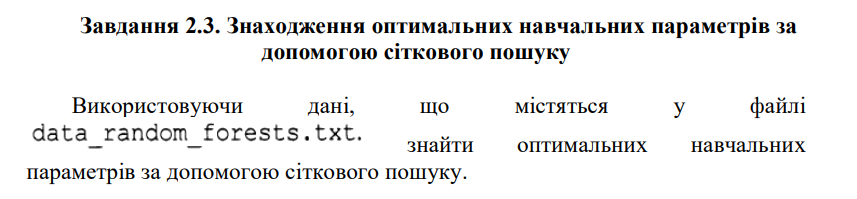 Завдання 2.3. Знаходження оптимальних навчальних параметрів за
допомогою сіткового пошуку
Використовуючи дані, що містяться у файлі
data_random_forests.txt. знайти оптимальних навчальних
параметрів за допомогою сіткового пошуку.